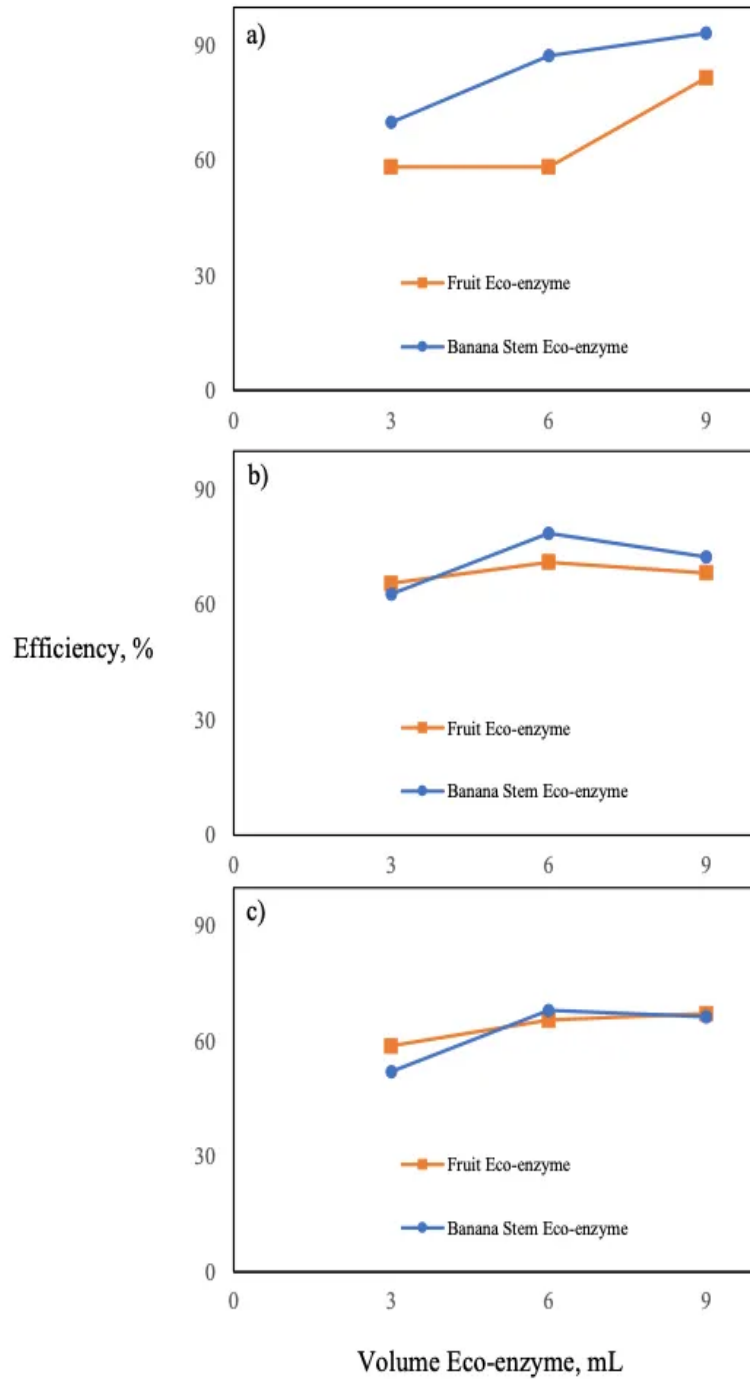 a)
90
60
30
0
Fruit Eco-enzyme
Banana Stem Eco-enzyme
0 3 6 9
b)
90
60
30
0
Fruit Eco-enzyme
Banana Stem Eco-enzyme
0 3 6 9
Efficiency, %
c)
90
60
30
0
Fruit Eco-enzyme
Banana Stem Eco-enzyme
0 3 6 9
Volume Eco-enzyme, mL